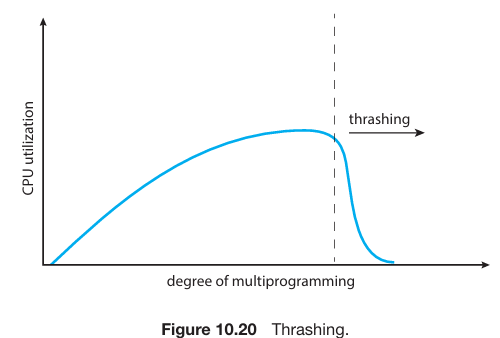 thrashing
CPU utilization
degree of multiprogramming
Figure 10.20 Thrashing.